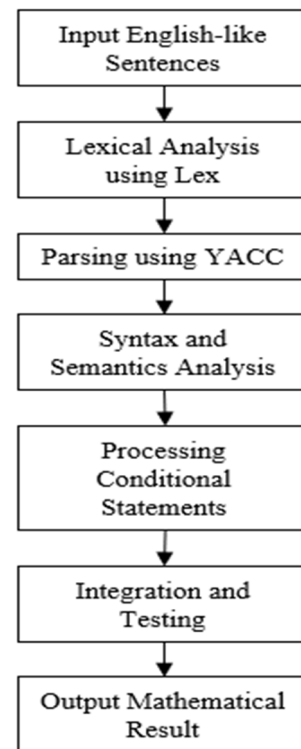 Input English-like
Sentences
Lexical Analysis
using Lex
Parsing using YACC
Syntax and
Semantics Analysis
Processing
Conditional
Statements
Integration and
Testing
Output Mathematical
Result